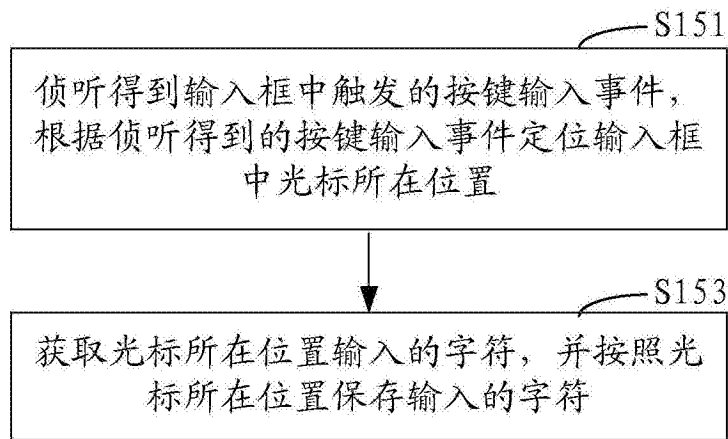 S151
侦听得到输入框中触发的按键输入事件，
根据侦听得到的按键输入事件定位输入框
中光标所在位置
S153
获取光标所在位置输入的字符，并按照光
标所在位置保存输入的字符